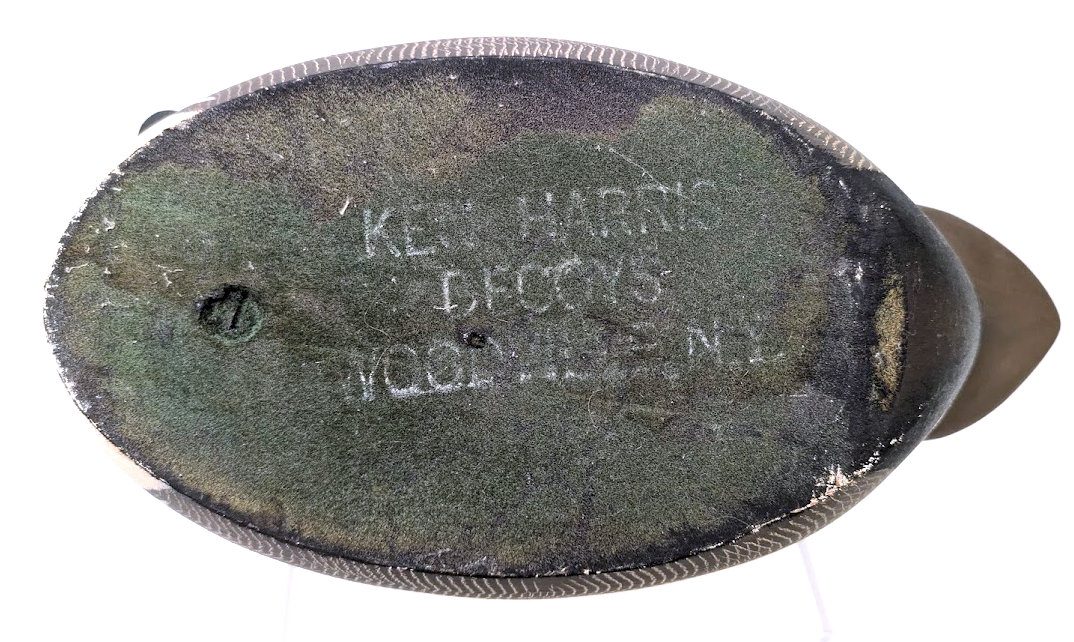 KEN HARRIS
DECOYS
WOODVILLE, N.Y.